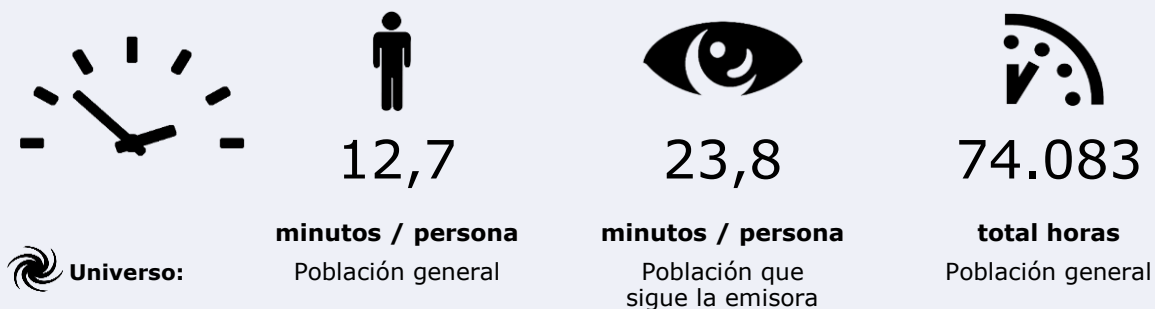 12,7
23,8
74.083
minutos / persona
minutos / persona
total horas
Universo:
Población general
Población que
sigue la emisora
Población general